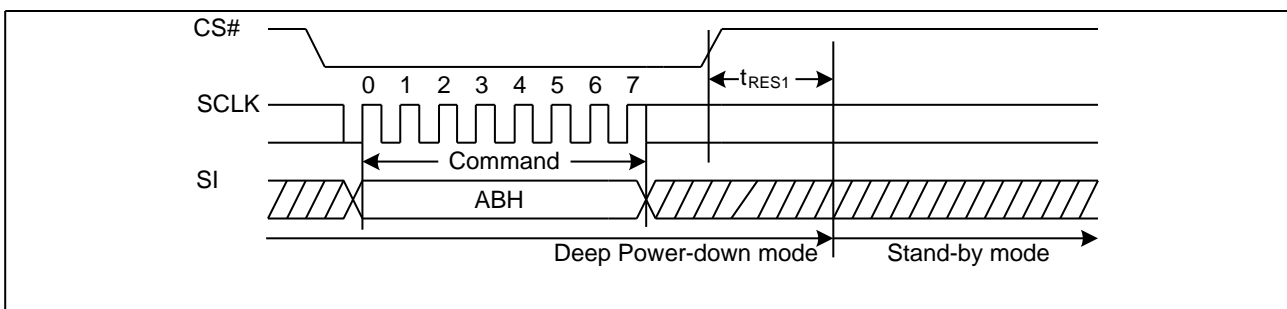 CS#
0 1 2 3 4 5 6 7
tRES1
SCLK
Command
SI
ABH
Deep Power-down mode Stand-by mode